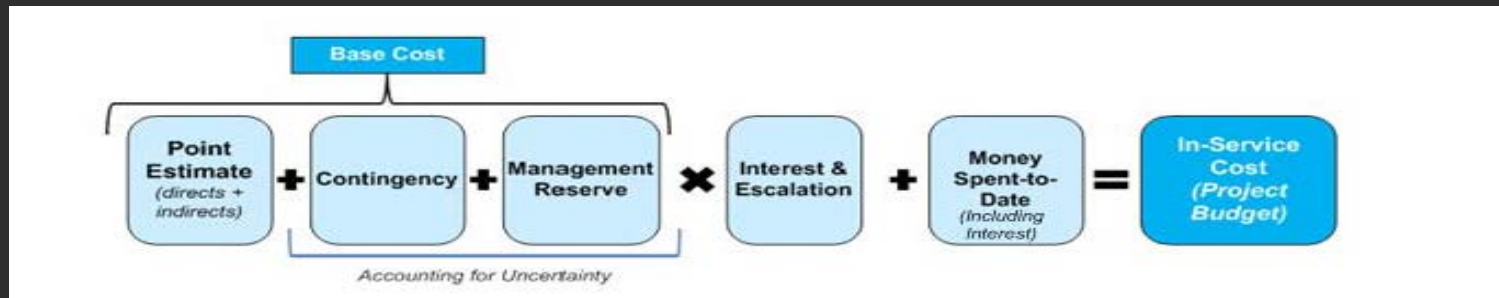 Base Cost
Point
Estimate
(directs +
indirects)
+
Contingency
+
Management
Reserve
×
Interest &
Escalation
+
Money
Spent-to-
Date
(Including
Interest)
=
In-Service
Cost
(Project
Budget)
Accounting for Uncertainty